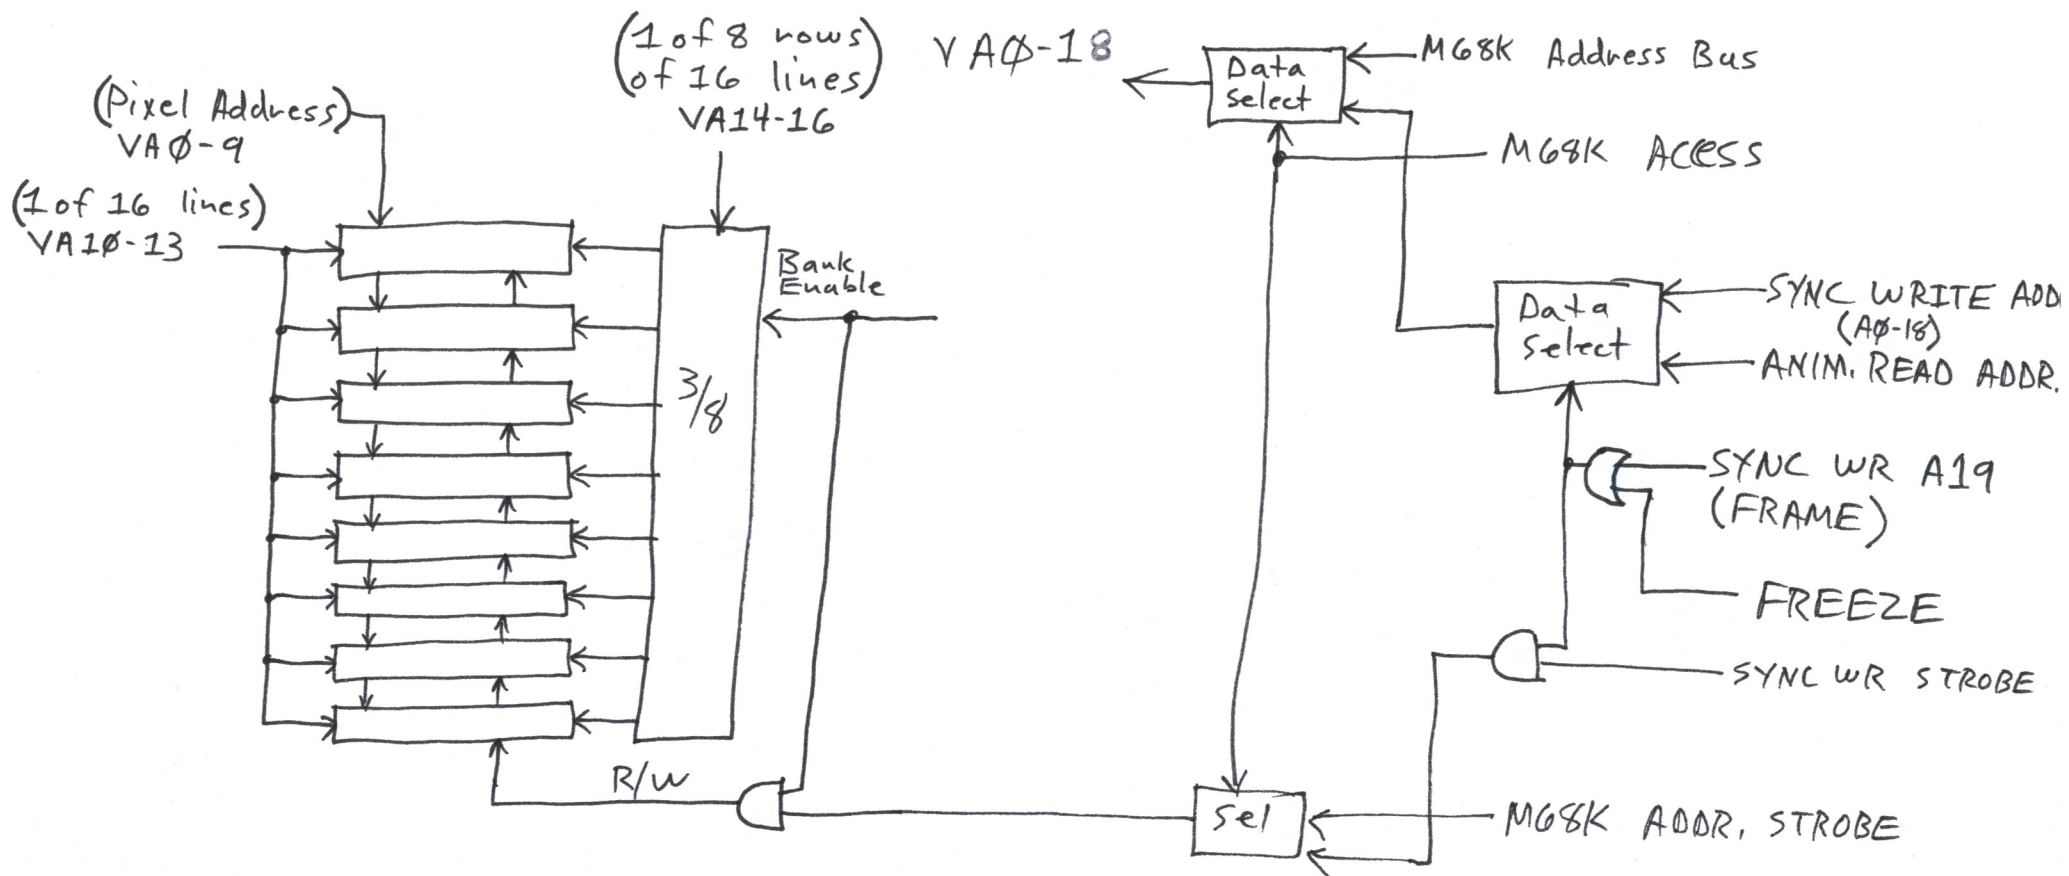 (1 of 8 rows)
(of 16 lines)
VA14-16
VAØ-18
Data
Select
M68K Address Bus
M68K ACCESS
(Pixel Address)
VAØ-9
(1 of 16 lines)
VA1Ø-13
Bank
Enable
3/8
Data
Select
SYNC WRITE ADD
(AØ-18)
ANIM. READ ADDR.
SYNC WR A19
(FRAME)
FREEZE
SYNC WR STROBE
R/W
Sel
M68K ADDR. STROBE